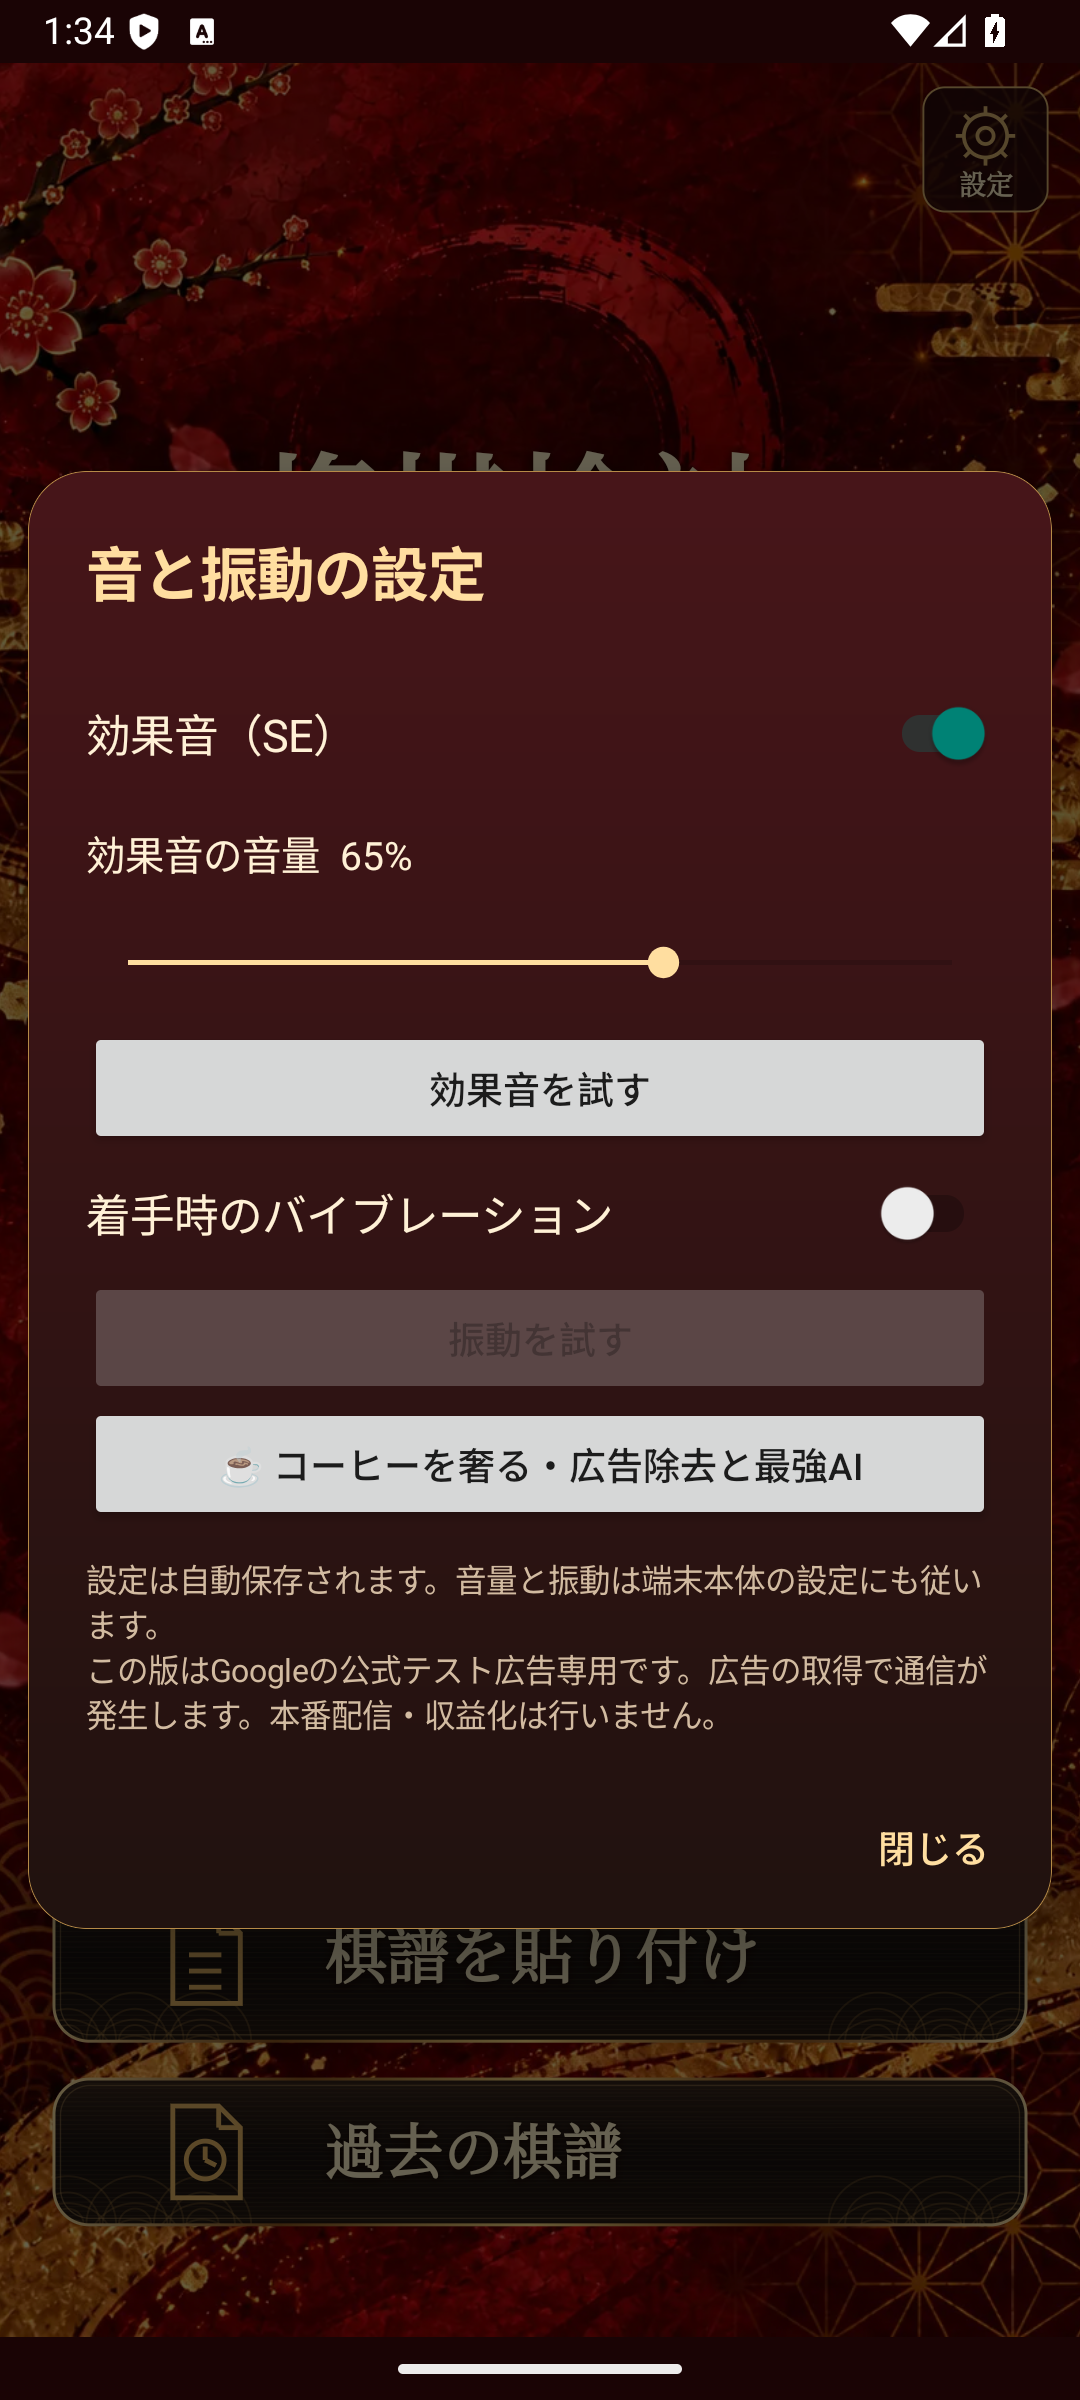 1:34
設定
音と振動の設定
効果音（SE）
効果音の音量 65%
効果音を試す
着手時のバイブレーション
振動を試す
☕ コーヒーを奢る・広告除去と最強AI
設定は自動保存されます。音量と振動は端末本体の設定にも従い
ます。
この版はGoogleの公式テスト広告専用です。広告の取得で通信が
発生します。本番配信・収益化は行いません。
閉じる
棋譜を貼り付け
過去の棋譜